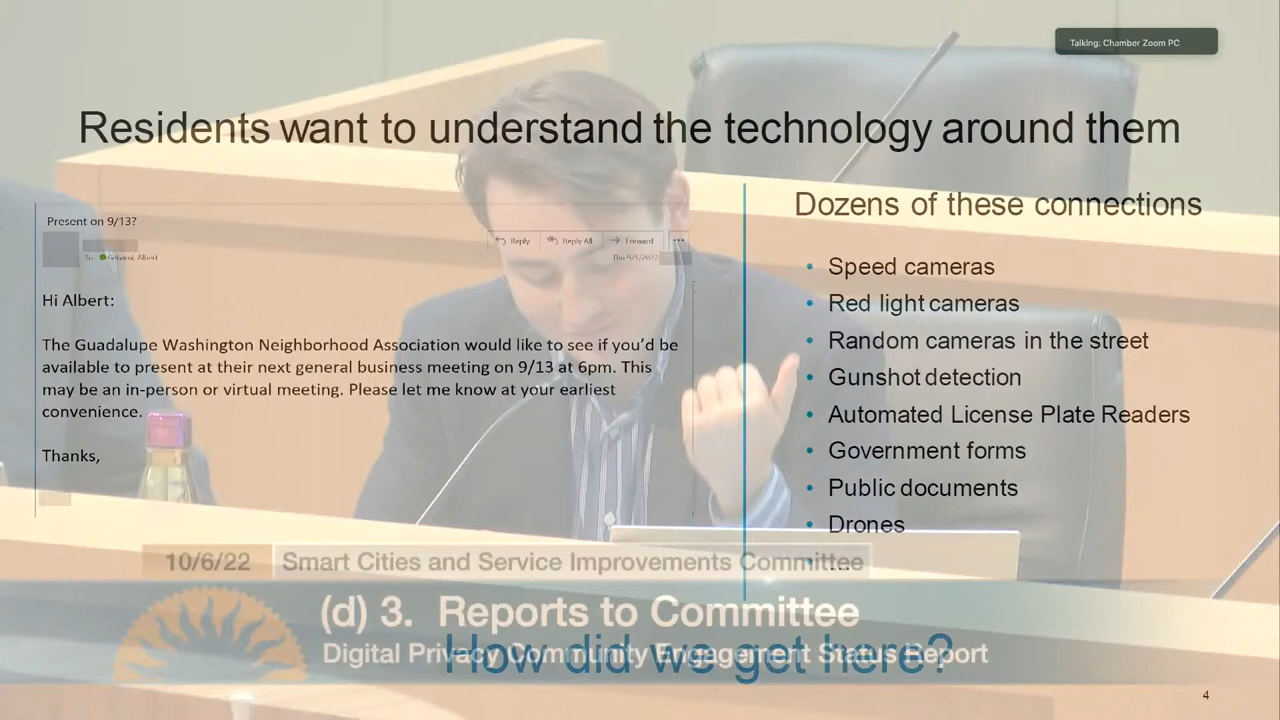 Talking: Chamber Zoom PC
Residents want to understand the technology around them
Present on 9/13?
Reply Reply All Forward ...
To Gehami, Albert
9/5/2022
Hi Albert:
The Guadalupe Washington Neighborhood Association would like to see if you'd be
available to present at their next general business meeting on 9/13 at 6pm. This
may be an in-person or virtual meeting. Please let me know at your earliest
convenience.
Thanks,
Dozens of these connections
• Speed cameras
• Red light cameras
• Random cameras in the street
• Gunshot detection
• Automated License Plate Readers
• Government forms
• Public documents
• Drones
• ...
10/6/22 Smart Cities and Service Improvements Committee
(d) 3. Reports to Committee
Digital Privacy Community Engagement Status Report
How did we get here?
4